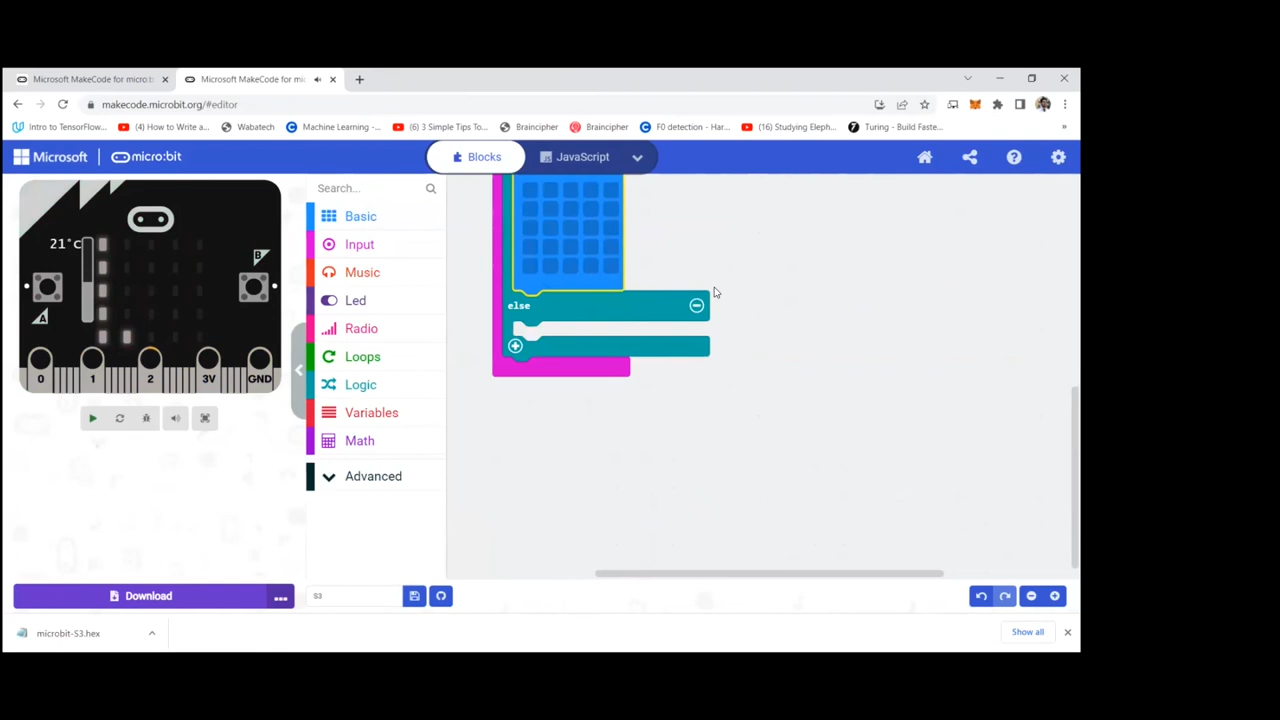 Microsoft MakeCode for micro:b
Microsoft MakeCode for mic
makecode.microbit.org/#editor
Intro to TensorFlow...
(4) How to Write a...
Wabatech
Machine Learning -...
(6) 3 Simple Tips To...
Braincipher
Braincipher
F0 detection - Har...
(16) Studying Eleph...
Turing - Build Faste...
»
Microsoft
micro:bit
Blocks
JavaScript
21°C
A
B
0
1
2
3V
GND
Search...
Basic
Input
Music
Led
Radio
Loops
Logic
Variables
Math
Advanced
else
Download
S3
microbit-S3.hex
Show all